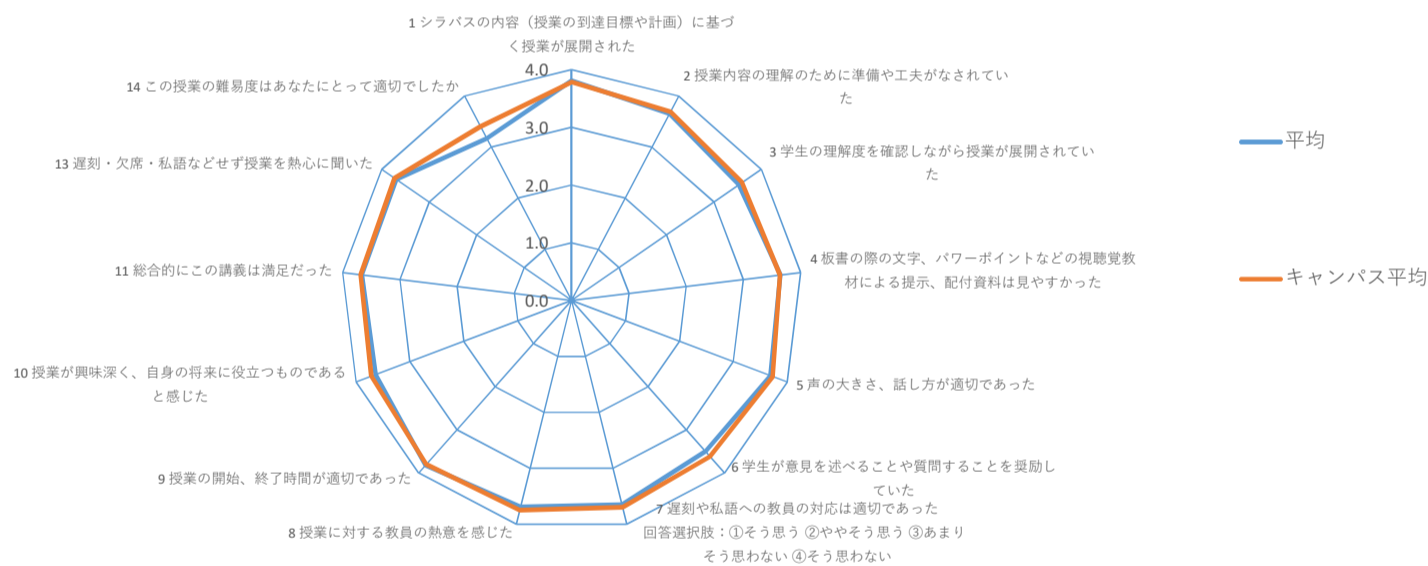 1 シラバスの内容（授業の到達目標や計画）に基づ
く授業が展開された
2 授業内容の理解のために準備や工夫がなされてい
た
3 学生の理解度を確認しながら授業が展開されてい
た
4 板書の際の文字、パワーポイントなどの視聴覚教
材による提示、配付資料は見やすかった
5 声の大きさ、話し方が適切であった
6 学生が意見を述べることや質問することを奨励し
ていた
7 遅刻や私語への教員の対応は適切であった
回答選択肢：①そう思う ②ややそう思う ③あまり
そう思わない ④そう思わない
8 授業に対する教員の熱意を感じた
9 授業の開始、終了時間が適切であった
10 授業が興味深く、自身の将来に役立つものである
と感じた
11 総合的にこの講義は満足だった
13 遅刻・欠席・私語などせず授業を熱心に聞いた
14 この授業の難易度はあなたにとって適切でしたか
4.0
3.0
2.0
1.0
0.0
平均
キャンパス平均